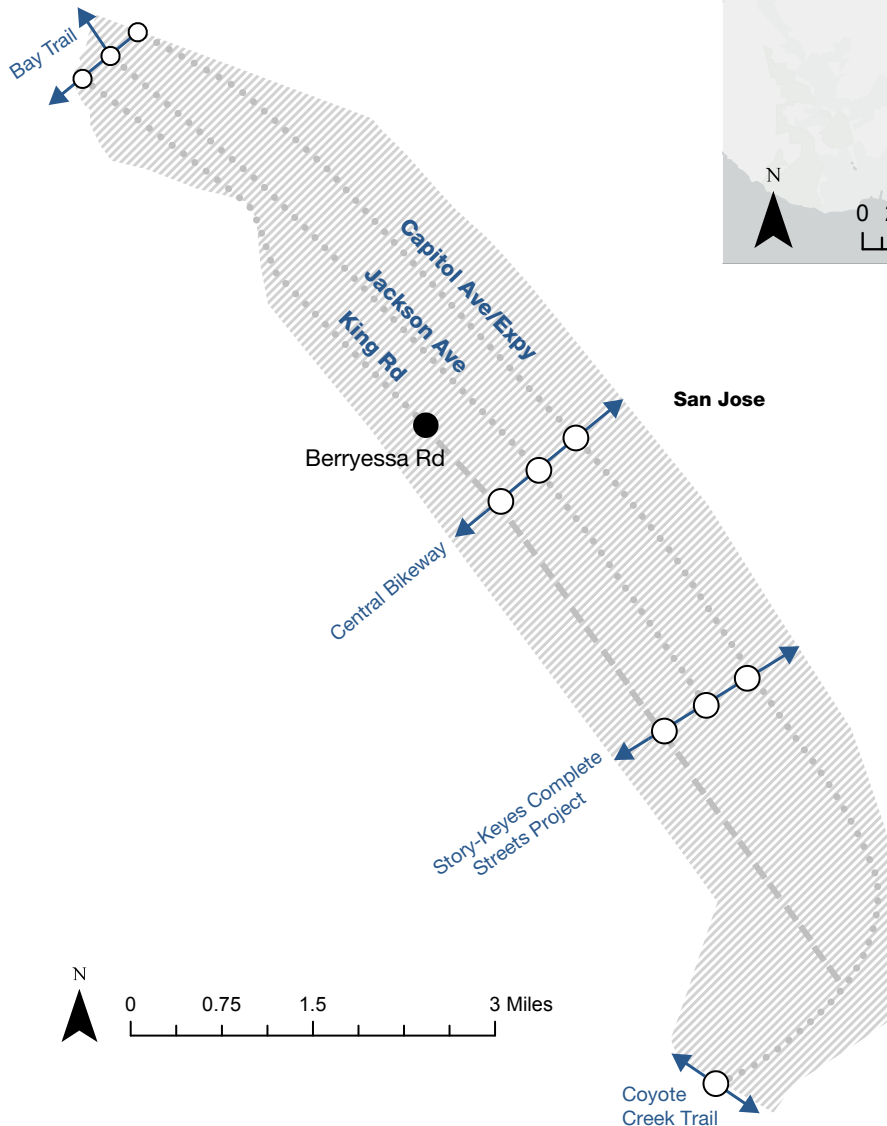 Bay Trail
N
0
Capitol Ave/Expy
Jackson Ave
King Rd
San Jose
Berryessa Rd
Central Bikeway
Story-Keyes Complete
Streets Project
N
0 0.75 1.5 3 Miles
Coyote
Creek Trail